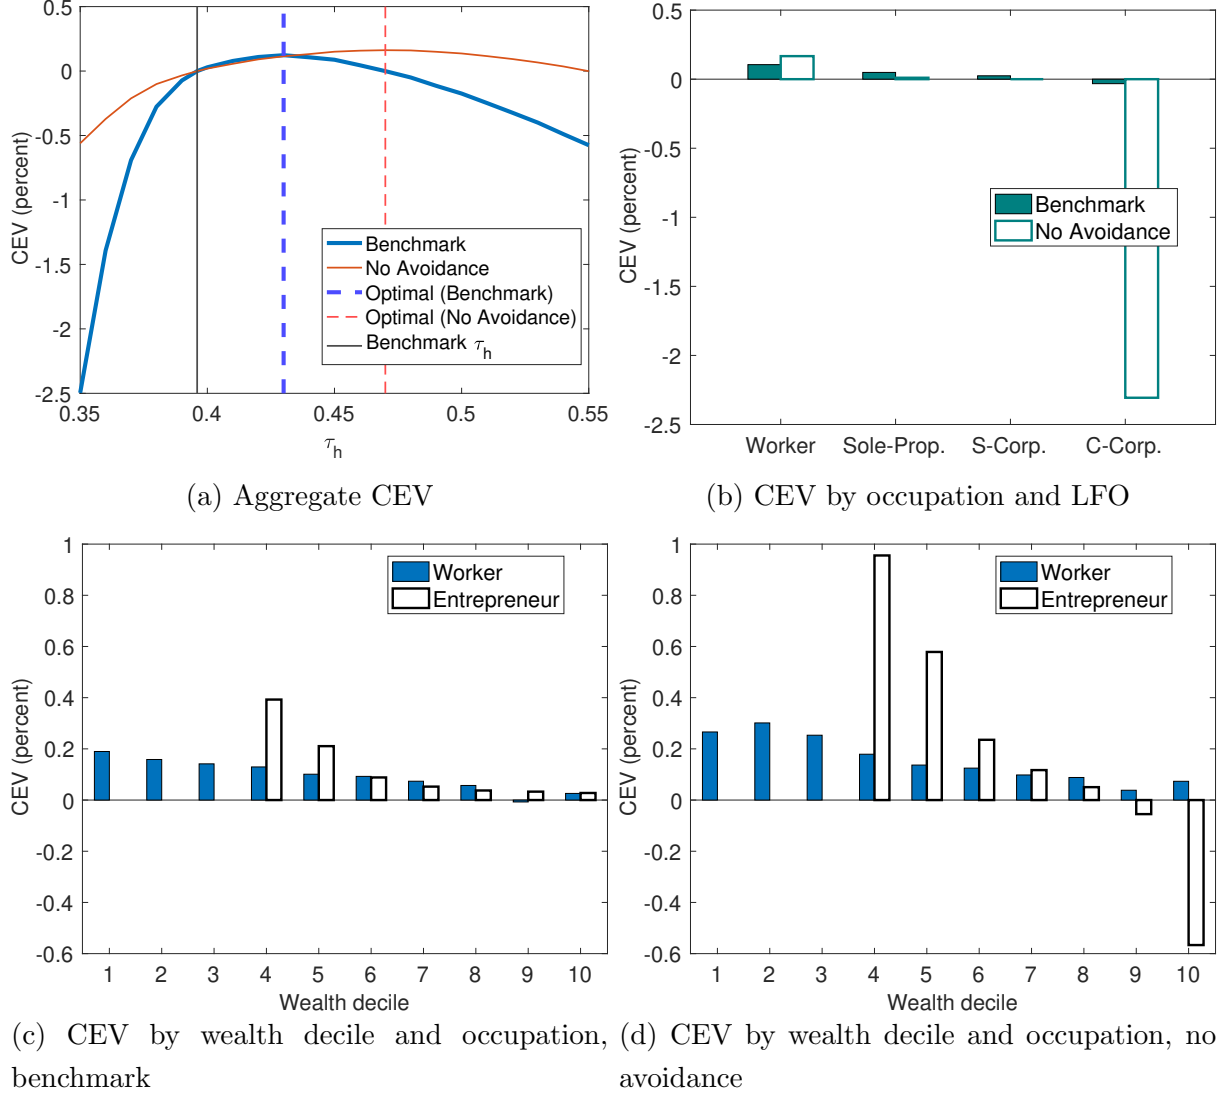 0.5
0
-0.5
-1
-1.5
-2
-2.5
CEV (percent)
Benchmark
No Avoidance
Optimal (Benchmark)
Optimal (No Avoidance)
Benchmark τh
0.35 0.4 0.45 0.5 0.55
τh
(a) Aggregate CEV
0.5
0
-0.5
-1
-1.5
-2
-2.5
CEV (percent)
Benchmark
No Avoidance
Worker Sole-Prop. S-Corp. C-Corp.
(b) CEV by occupation and LFO
1
0.8
0.6
0.4
0.2
0
-0.2
-0.4
-0.6
CEV (percent)
Worker
Entrepreneur
1 2 3 4 5 6 7 8 9 10
Wealth decile
(c) CEV by wealth decile and occupation,
benchmark
1
0.8
0.6
0.4
0.2
0
-0.2
-0.4
-0.6
CEV (percent)
Worker
Entrepreneur
1 2 3 4 5 6 7 8 9 10
Wealth decile
(d) CEV by wealth decile and occupation, no
avoidance